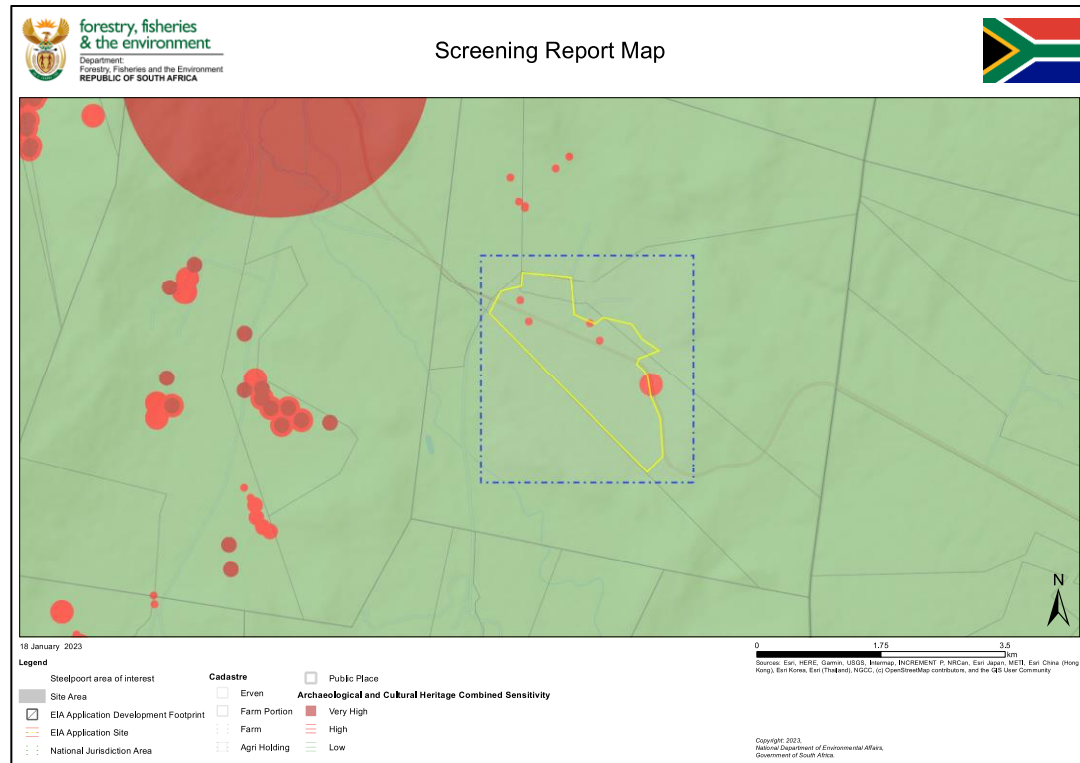 forestry, fisheries
& the environment
Department:
Forestry, Fisheries and the Environment
REPUBLIC OF SOUTH AFRICA
Screening Report Map
N
18 January 2023
0 1.75 3.5
km
Sources: Esri, HERE, Garmin, USGS, Intermap, INCREMENT P, NRCan, Esri Japan, METI, Esri China (Hong
Kong), Esri Korea, Esri (Thailand), NGCC, (c) OpenStreetMap contributors, and the GIS User Community
Legend
Steelpoort area of interest
Site Area
EIA Application Development Footprint
EIA Application Site
National Jurisdiction Area
Cadastre
Erven
Farm Portion
Farm
Agri Holding
Public Place
Archaeological and Cultural Heritage Combined Sensitivity
Very High
High
Low
Copyright: 2023,
National Department of Environmental Affairs,
Government of South Africa.